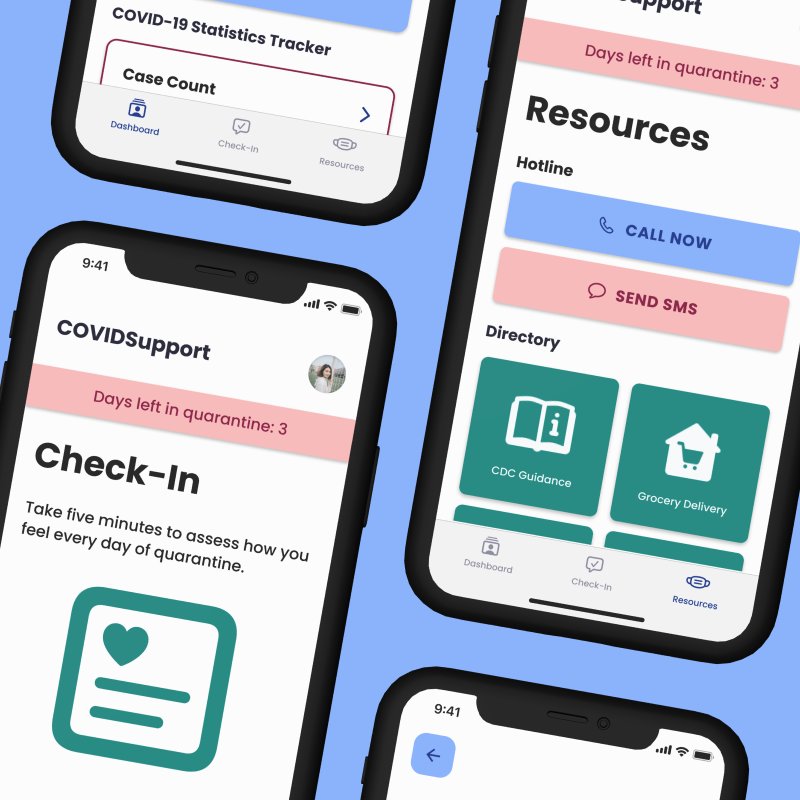 COVID-19 Statistics Tracker
Case Count
Dashboard
Check-In
Resources
9:41
COVIDSupport
Days left in quarantine: 3
Check-In
Take five minutes to assess how you
feel every day of quarantine.
Support
Days left in quarantine: 3
Resources
Hotline
CALL NOW
SEND SMS
Directory
i
CDC Guidance
Grocery Delivery
Dashboard
Check-In
Resources
9:41